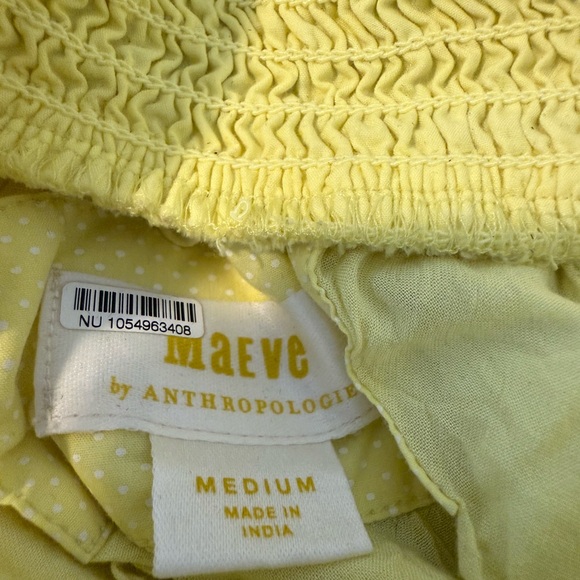 NU 1054963408
MaEve
by ANTHROPOLOGIE
MEDIUM
MADE IN
INDIA